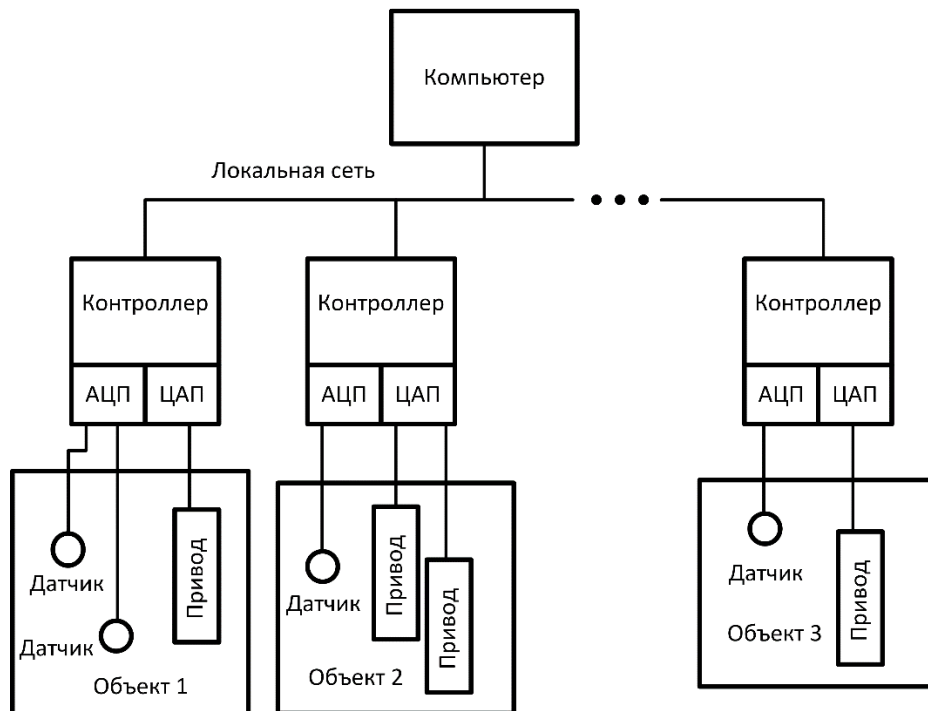 Компьютер
Локальная сеть
Контроллер
Контроллер
Контроллер
АЦП
ЦАП
АЦП
ЦАП
АЦП
ЦАП
Датчик
Датчик
Привод
Объект 1
Датчик
Привод
Привод
Объект 2
Датчик
Привод
Объект 3